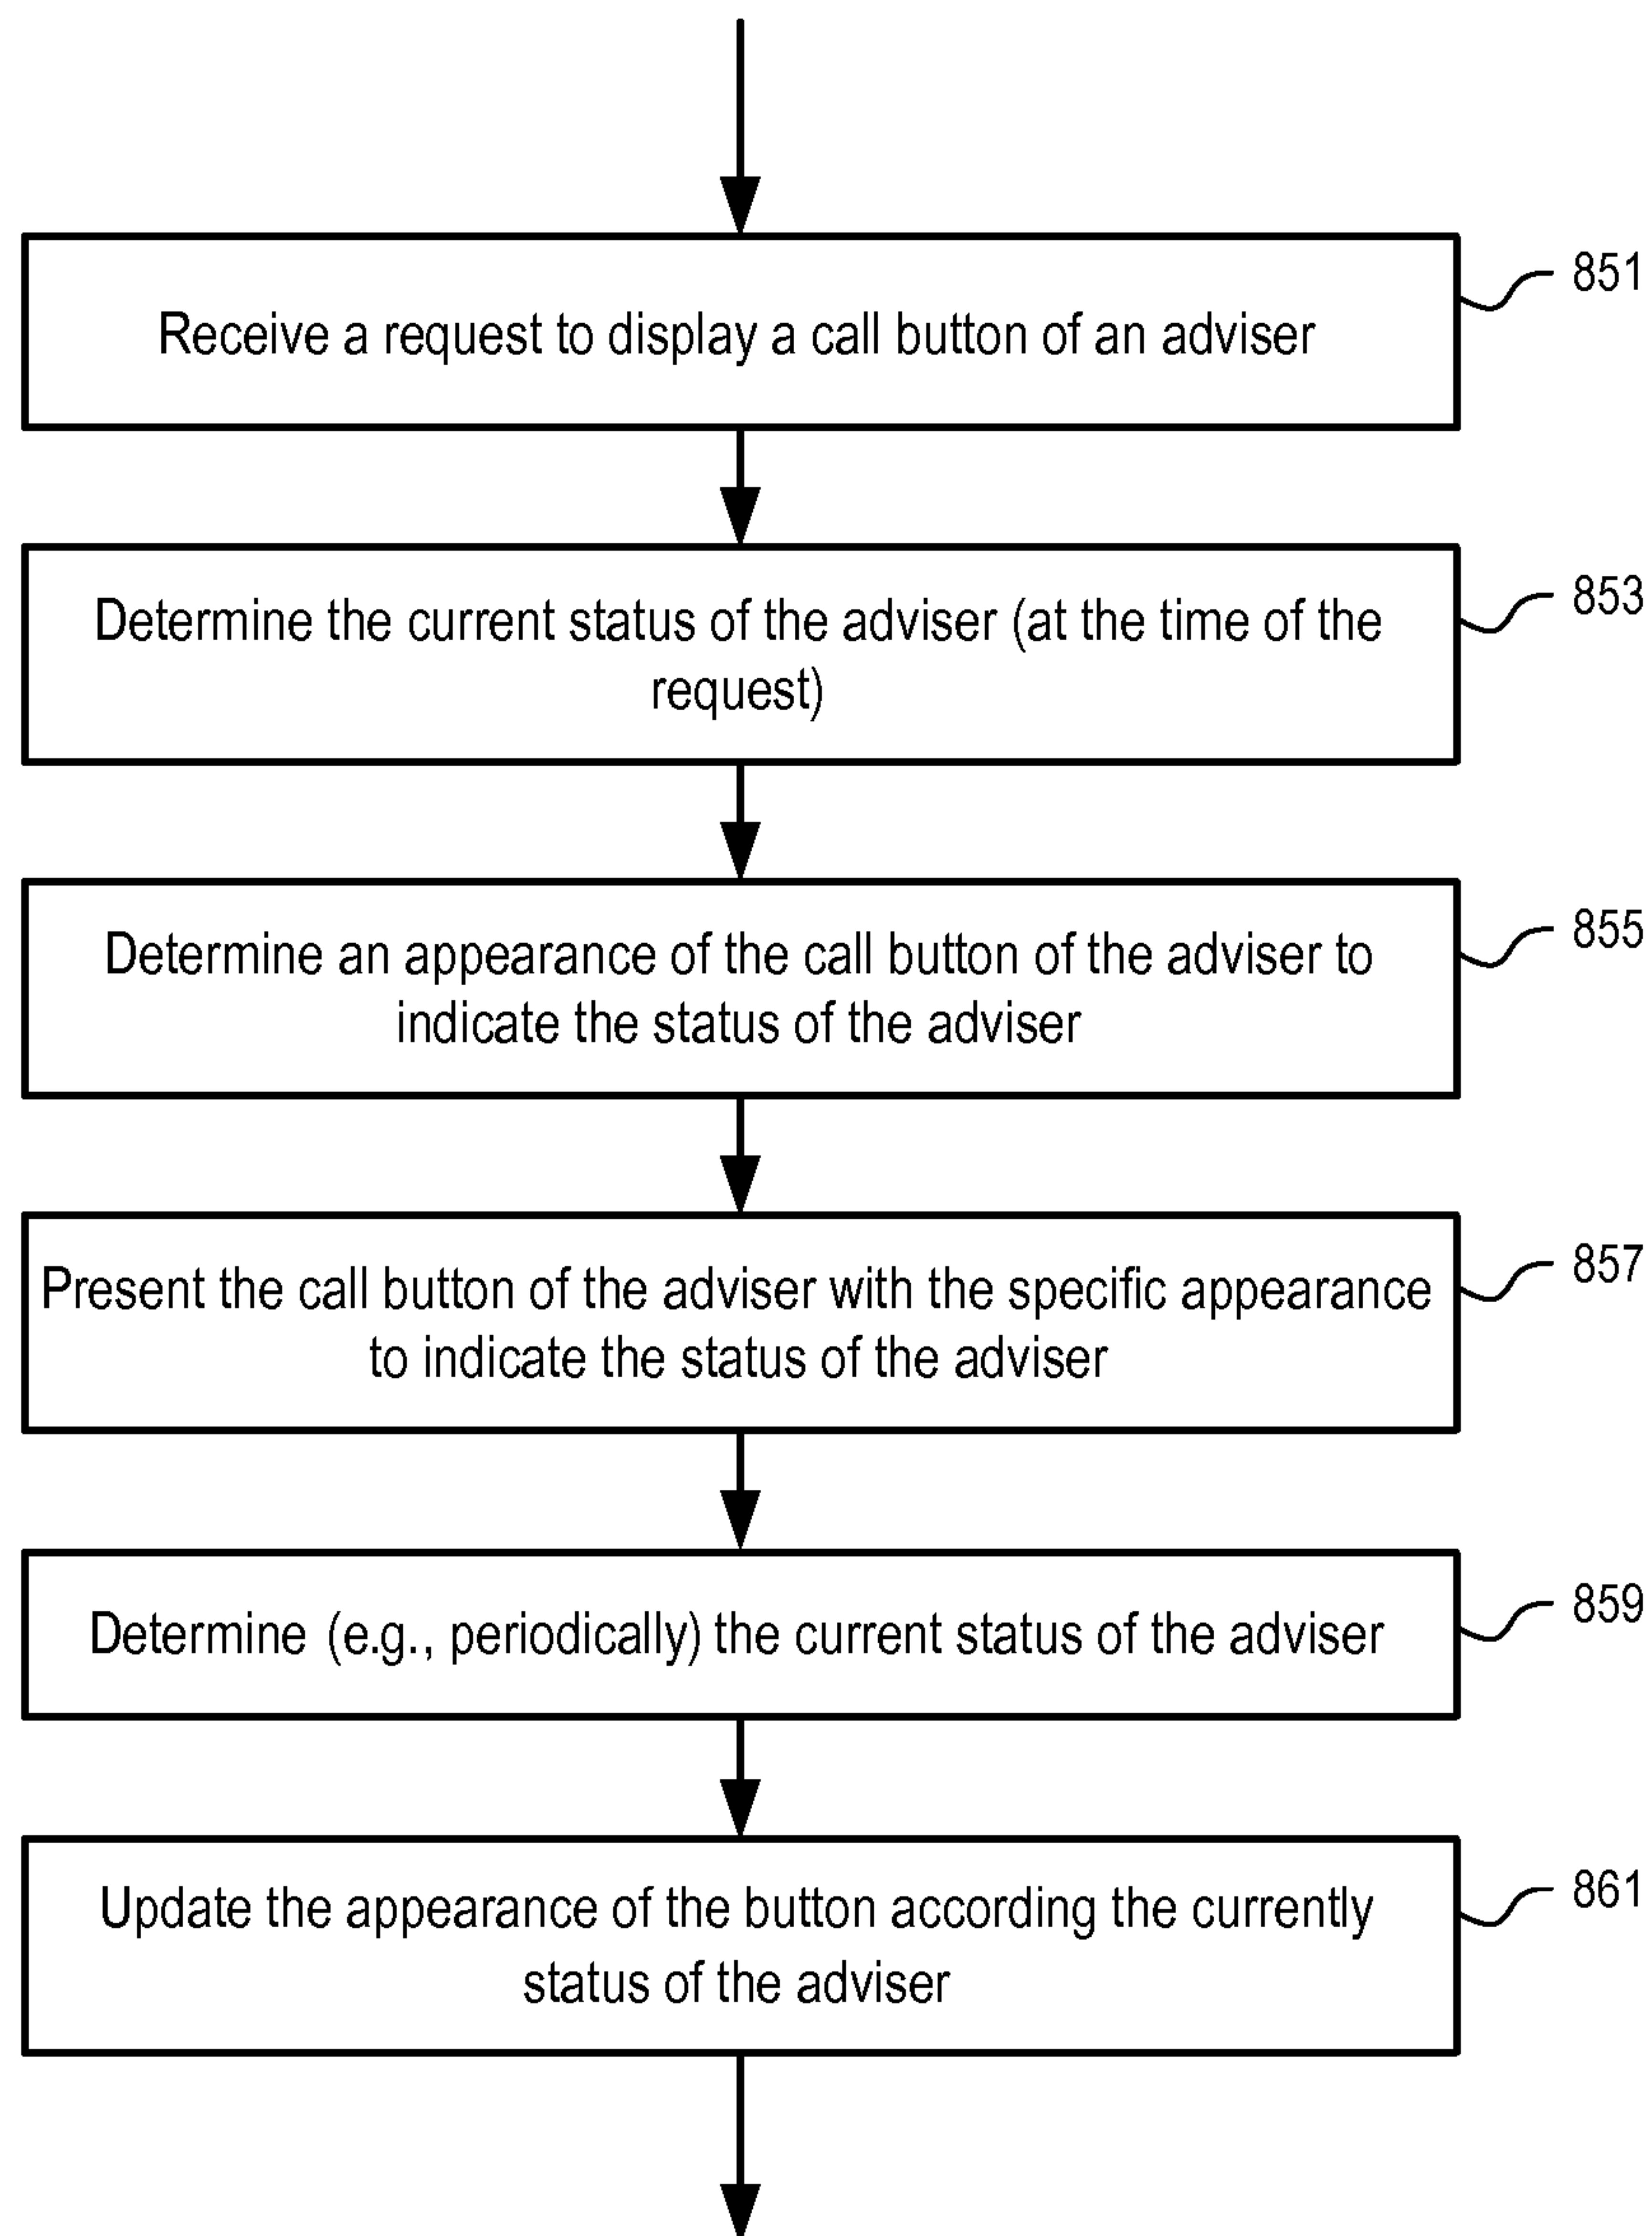 Receive a request to display a call button of an adviser
851
Determine the current status of the adviser (at the time of the
request)
853
Determine an appearance of the call button of the adviser to
indicate the status of the adviser
855
Present the call button of the adviser with the specific appearance
to indicate the status of the adviser
857
Determine (e.g., periodically) the current status of the adviser
859
Update the appearance of the button according the currently
status of the adviser
861